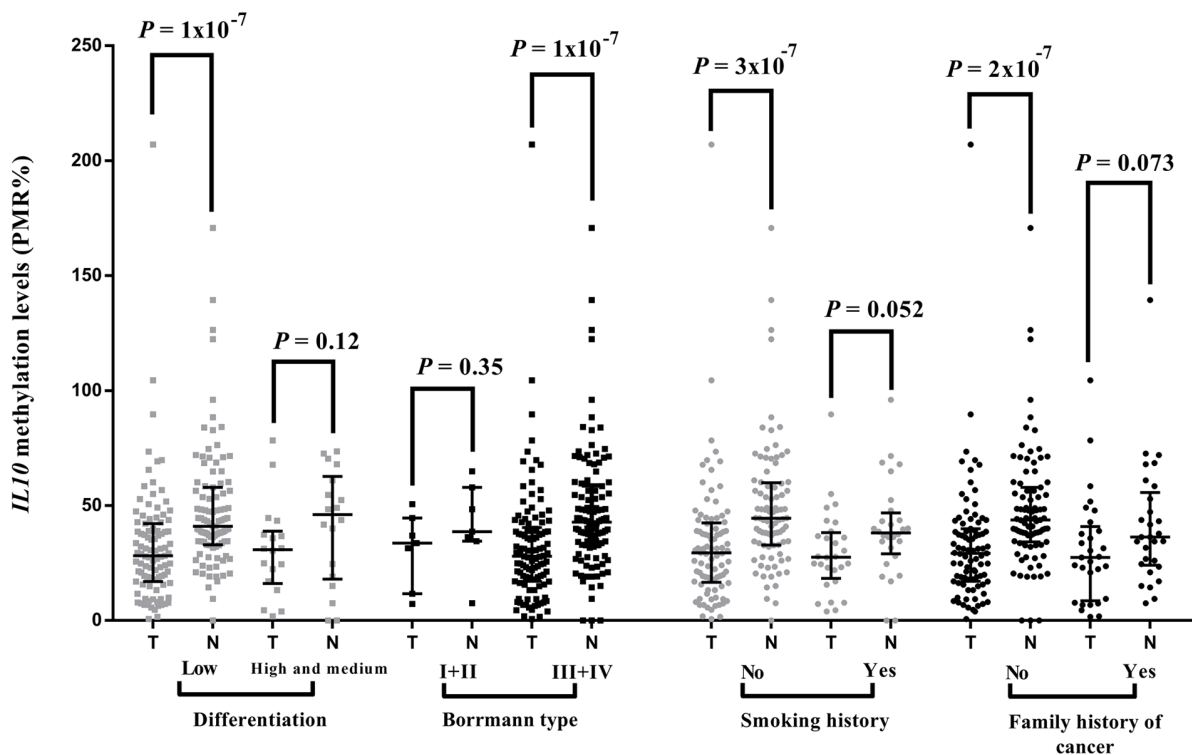 P = 1x10-7
P = 1x10-7
P = 3x10-7
P = 2x10-7
P = 0.12
P = 0.35
P = 0.052
P = 0.073
IL10 methylation levels (PMR%)
250
200
150
100
50
0
T N T N T N T N T N T N T N T N
Low High and medium I+II III+IV No Yes No Yes
Differentiation Borrmann type Smoking history Family history of
cancer